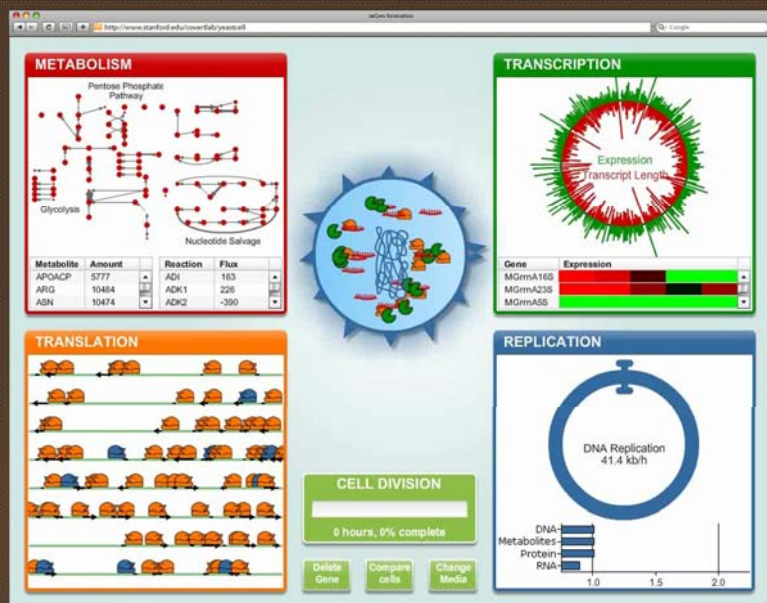 iaGen Animation
http://www.stanford.edu/covertlab/yeastcell
Google
METABOLISM
Pentose Phosphate
Pathway
Glycolysis
Nucleotide Salvage
Metabolite Amount
APOACP 5777
ARG 10484
ASN 10474
Reaction Flux
ADI 163
ADK1 226
ADK2 -390
TRANSCRIPTION
Expression
Transcript Length
Gene Expression
MGrrnA16S
MGrrnA23S
MGrrnA5S
TRANSLATION
CELL DIVISION
0 hours, 0% complete
Delete
Gene
Compare
cells
Change
Media
REPLICATION
DNA Replication
41.4 kb/h
DNA
Metabolites
Protein
RNA
1.0 1.5 2.0